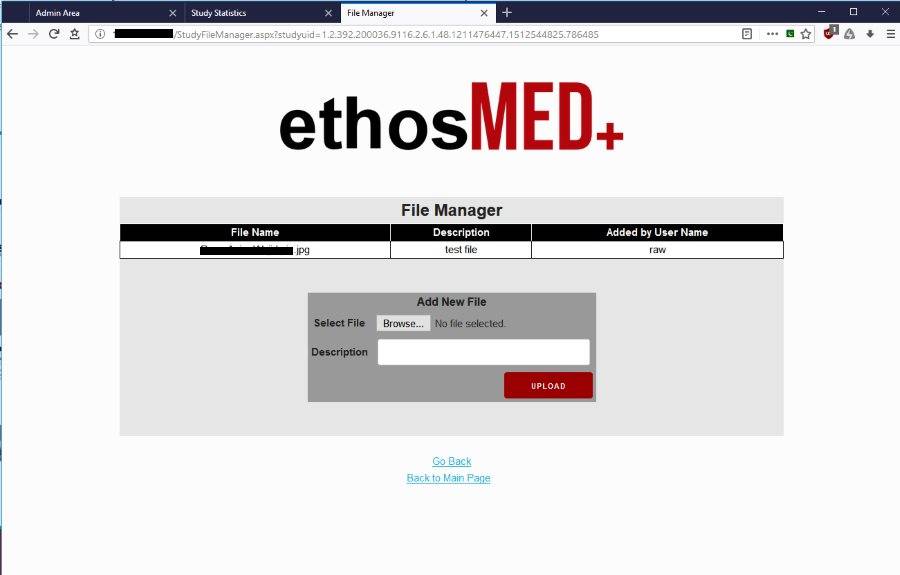 Admin Area
Study Statistics
File Manager
/StudyFileManager.aspx?studyuid=1.2.392.200036.9116.2.6.1.48.1211476447.1512544825.786485
ethosMED+
File Manager
File Name Description Added by User Name
.jpg test file raw
Add New File
Select File Browse... No file selected.
Description
UPLOAD
Go Back
Back to Main Page